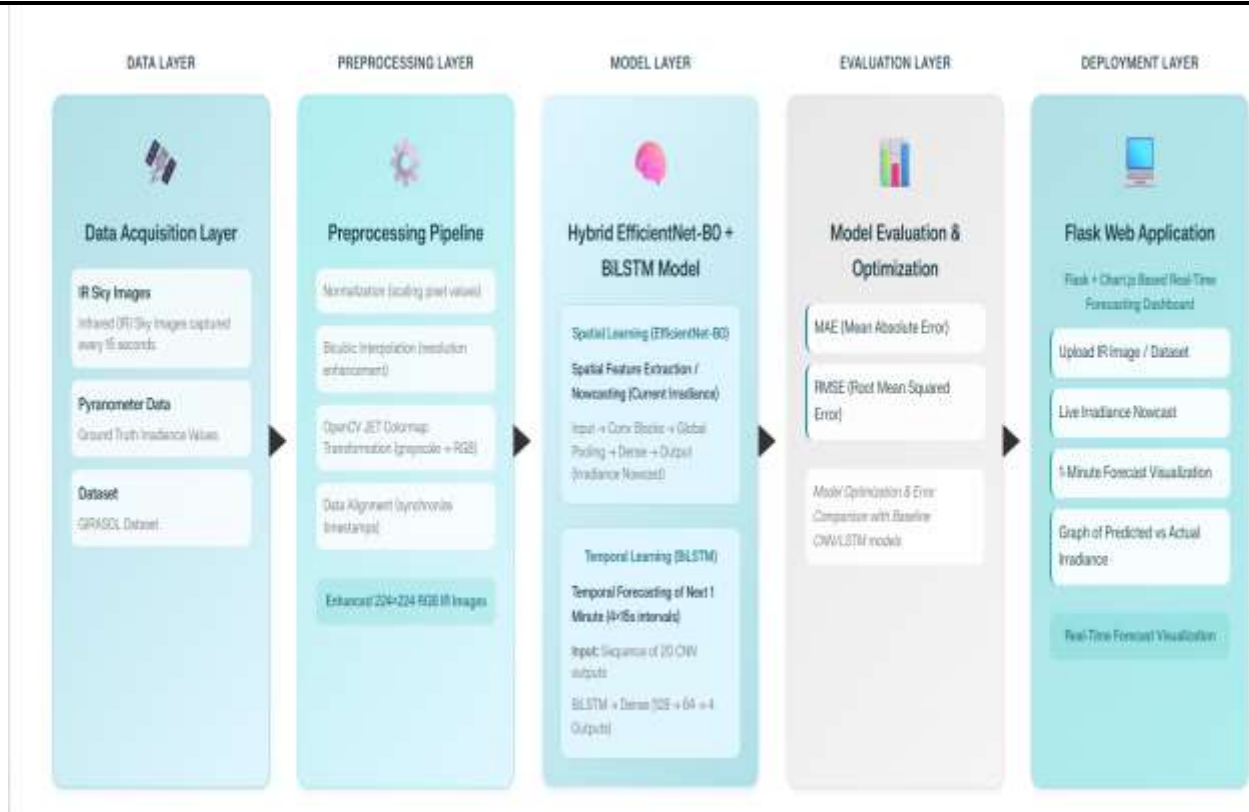 DATA LAYER
PREPROCESSING LAYER
MODEL LAYER
EVALUATION LAYER
DEPLOYMENT LAYER
Data Acquisition Layer
IR Sky Images
Infrared (IR) Sky Images captured
every 15 seconds
Pyranometer Data
Ground Truth Irradiance Values
Dataset
GIRASOL Dataset
Preprocessing Pipeline
Normalization (scaling pixel values)
Bicubic Interpolation (resolution
enhancement)
OpenCV JET Colormap
Transformation (grayscale → RGB)
Data Alignment (synchronize
timestamps)
Enhanced 224×224 RGB IR Images
Hybrid EfficientNet-B0 +
BiLSTM Model
Spatial Learning (EfficientNet-B0)
Spatial Feature Extraction /
Nowcasting (Current Irradiance)
Input → Conv Blocks → Global
Pooling → Dense → Output
(Irradiance Nowcast)
Temporal Learning (BiLSTM)
Temporal Forecasting of Next 1
Minute (4×15s intervals)
Input: Sequence of 20 CNN
outputs
BiLSTM → Dense (128 → 64 → 4
Outputs)
Model Evaluation &
Optimization
MAE (Mean Absolute Error)
RMSE (Root Mean Squared
Error)
Model Optimization & Error
Comparison with Baseline
CNN/LSTM models
Flask Web Application
Flask + Chart.js Based Real-Time
Forecasting Dashboard
Upload IR Image / Dataset
Live Irradiance Nowcast
1-Minute Forecast Visualization
Graph of Predicted vs Actual
Irradiance
Real-Time Forecast Visualization